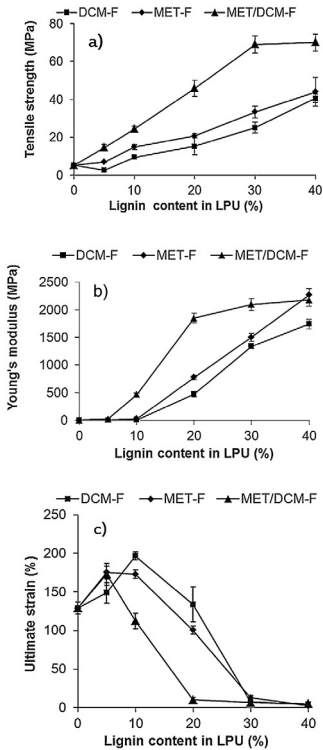 DCM-F MET-F MET/DCM-F
a)
Tensile strength (MPa)
80
60
40
20
0
0 10 20 30 40
Lignin content in LPU (%)
DCM-F MET-F MET/DCM-F
b)
Young's modulus (MPa)
2500
2000
1500
1000
500
0
0 10 20 30 40
Lignin content in LPU (%)
DCM-F MET-F MET/DCM-F
c)
Ultimate strain (%)
250
200
150
100
50
0
0 10 20 30 40
Lignin content in LPU (%)